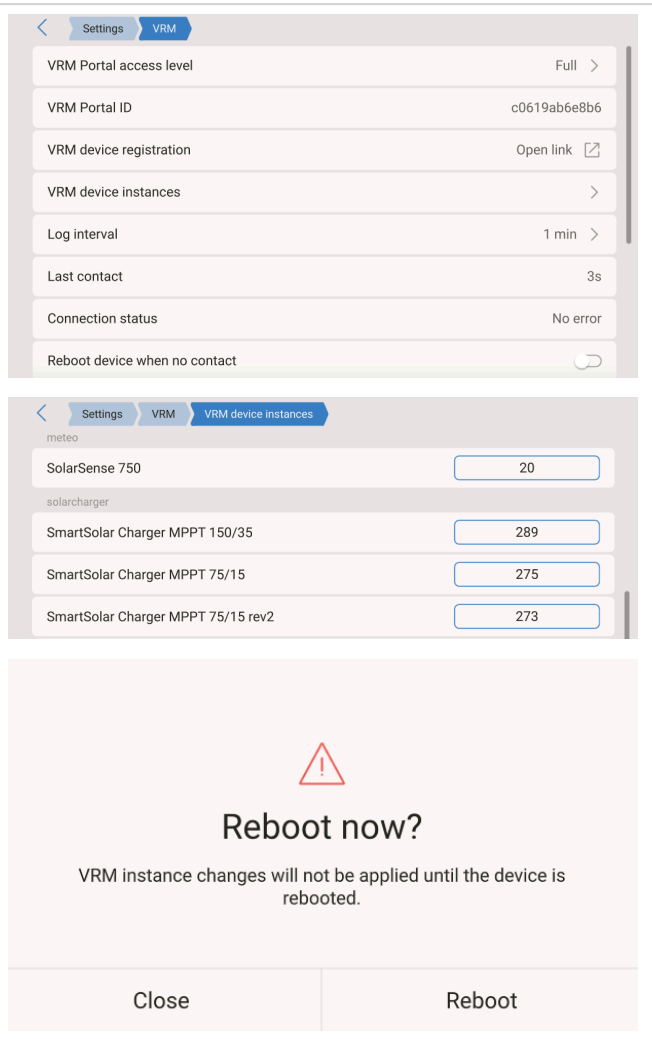 Settings VRM
VRM Portal access level Full
VRM Portal ID c0619ab6e8b6
VRM device registration Open link
VRM device instances
Log interval 1 min
Last contact 3s
Connection status No error
Reboot device when no contact
Settings VRM VRM device instances
meteo
SolarSense 750 20
solarcharger
SmartSolar Charger MPPT 150/35 289
SmartSolar Charger MPPT 75/15 275
SmartSolar Charger MPPT 75/15 rev2 273
Reboot now?
VRM instance changes will not be applied until the device is
rebooted.
Close Reboot